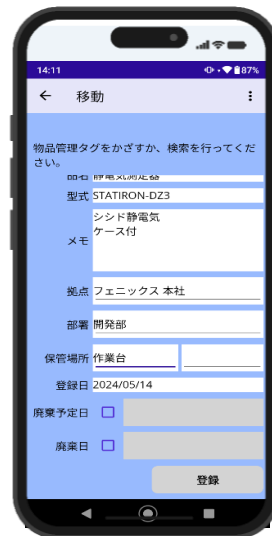 14:11
87%
移動
物品管理タグをかざすか、検索を行ってくだ
さい。
品名 静電気測定器
型式 STATIRON-DZ3
メモ シシド静電気
ケース付
拠点 フェニックス 本社
部署 開発部
保管場所 作業台
登録日 2024/05/14
廃棄予定日
廃棄日
登録